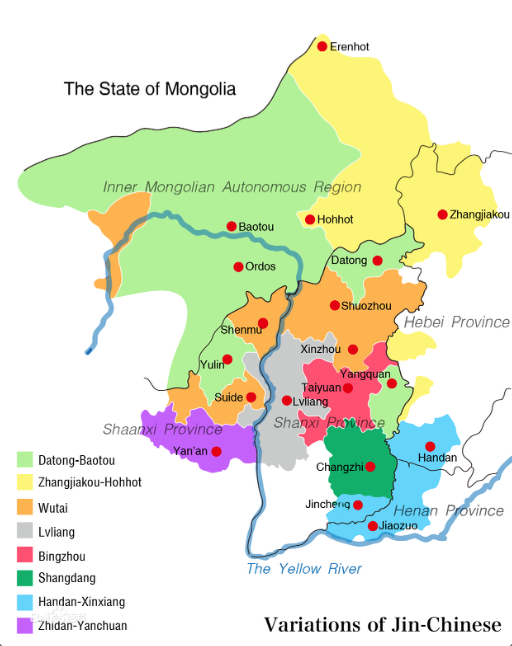 Erenhot
The State of Mongolia
Inner Mongolian Autonomous Region
Zhangjiakou
Hohhot
Baotou
Datong
Ordos
Shuozhou
Hebei Province
Shenmu
Xinzhou
Yulin
Yangquan
Taiyuan
Suide
Lvliang
Shaanxi Province
Shanxi Province
Yan'an
Handan
Changzhi
Jincheng
Henan Province
Jiaozuo
The Yellow River
Datong-Baotou
Zhangjiakou-Hohhot
Wutai
Lvliang
Bingzhou
Shangdang
Handan-Xinxiang
Zhidan-Yanchuan
Variations of Jin-Chinese